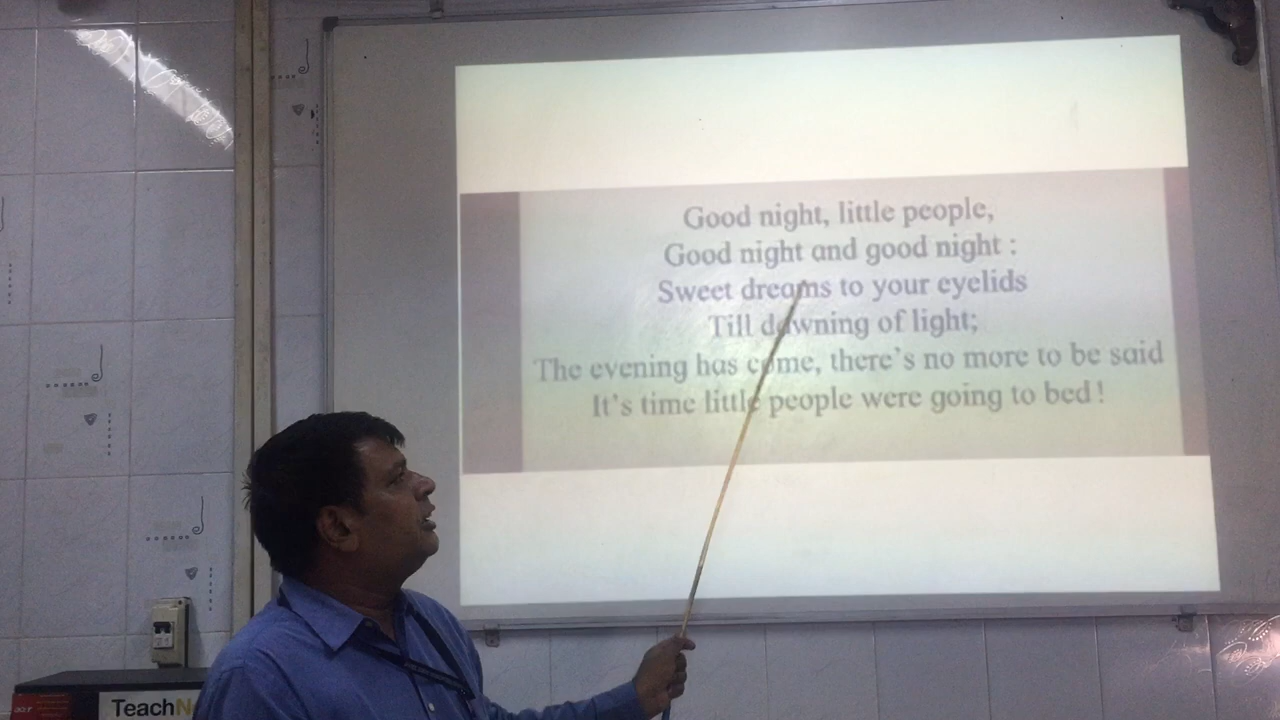 Good night, little people,
Good night and good night :
Sweet dreams to your eyelids
Till dawning of light;
The evening has come, there's no more to be said
It's time little people were going to bed!
acer
TeachN